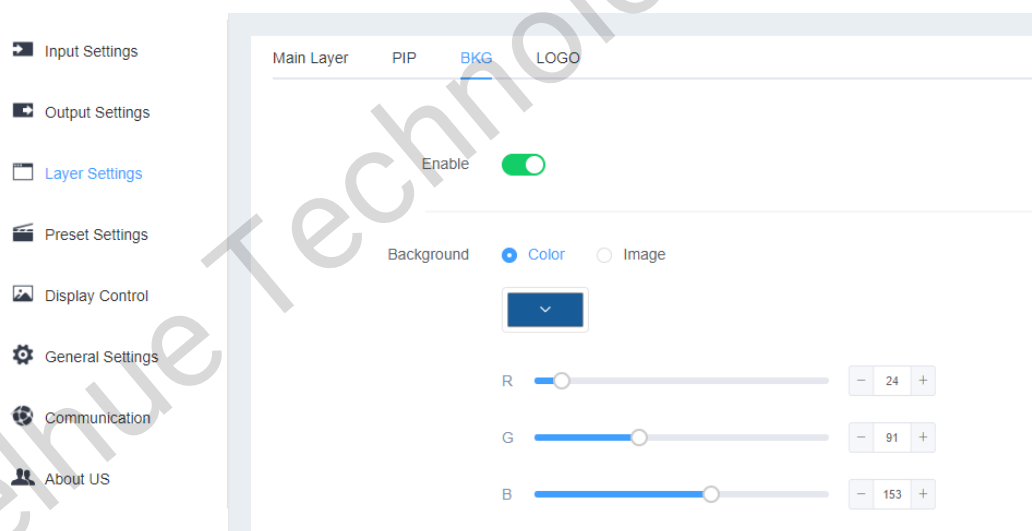 Input Settings
Output Settings
Layer Settings
Preset Settings
Display Control
General Settings
Communication
About US
Main Layer PIP BKG LOGO
Enable
Background Color Image
R 24
G 91
B 153